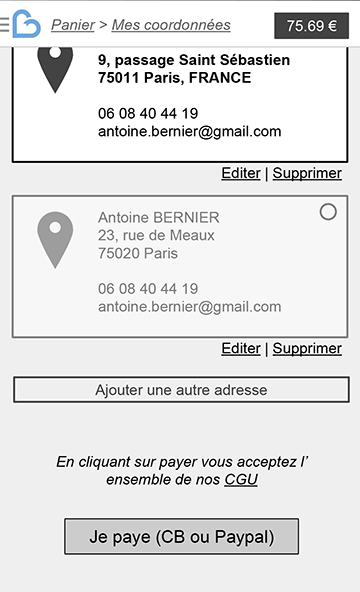 Panier > Mes coordonnées
75.69 €
9, passage Saint Sébastien
75011 Paris, FRANCE
06 08 40 44 19
antoine.bernier@gmail.com
Editer | Supprimer
Antoine BERNIER
23, rue de Meaux
75020 Paris
06 08 40 44 19
antoine.bernier@gmail.com
Editer | Supprimer
Ajouter une autre adresse
En cliquant sur payer vous acceptez l’
ensemble de nos CGU
Je paye (CB ou Paypal)